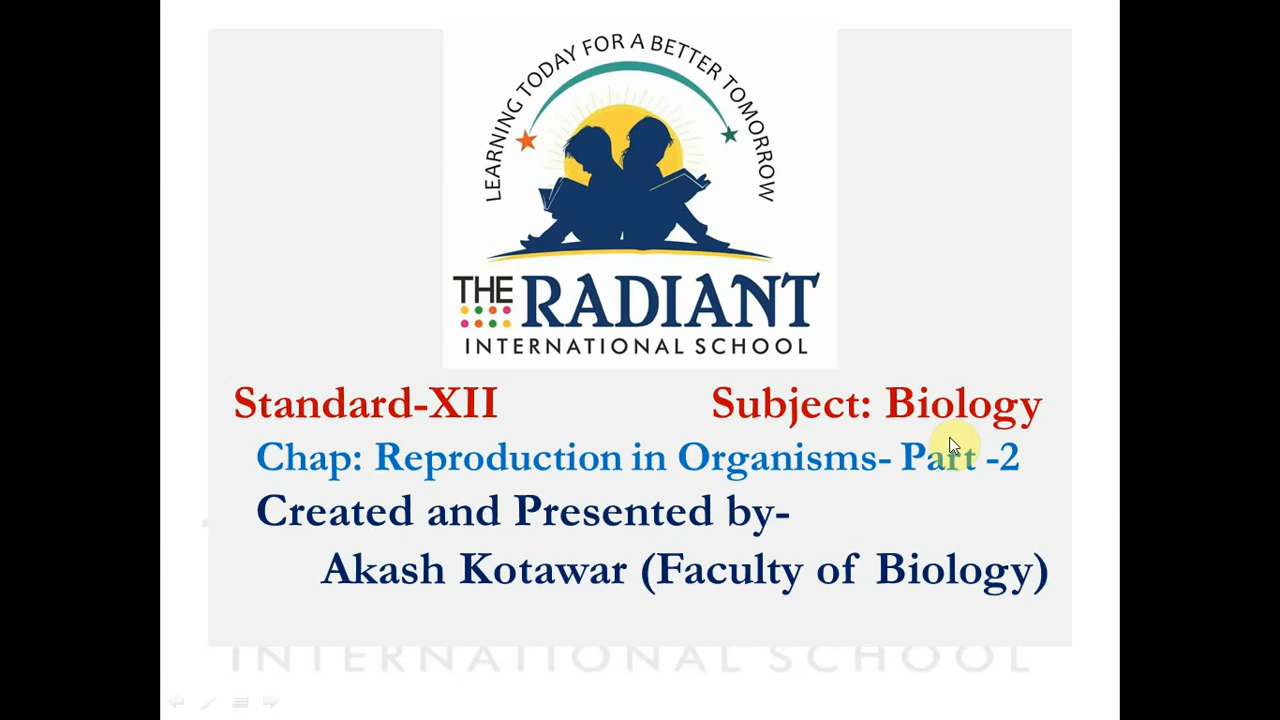 LEARNING TODAY FOR A BETTER TOMORROW
THE RADIANT
INTERNATIONAL SCHOOL
Standard-XII Subject: Biology
Chap: Reproduction in Organisms- Part -2
Created and Presented by-
Akash Kotawar (Faculty of Biology)
INTERNATIONAL SCHOOL